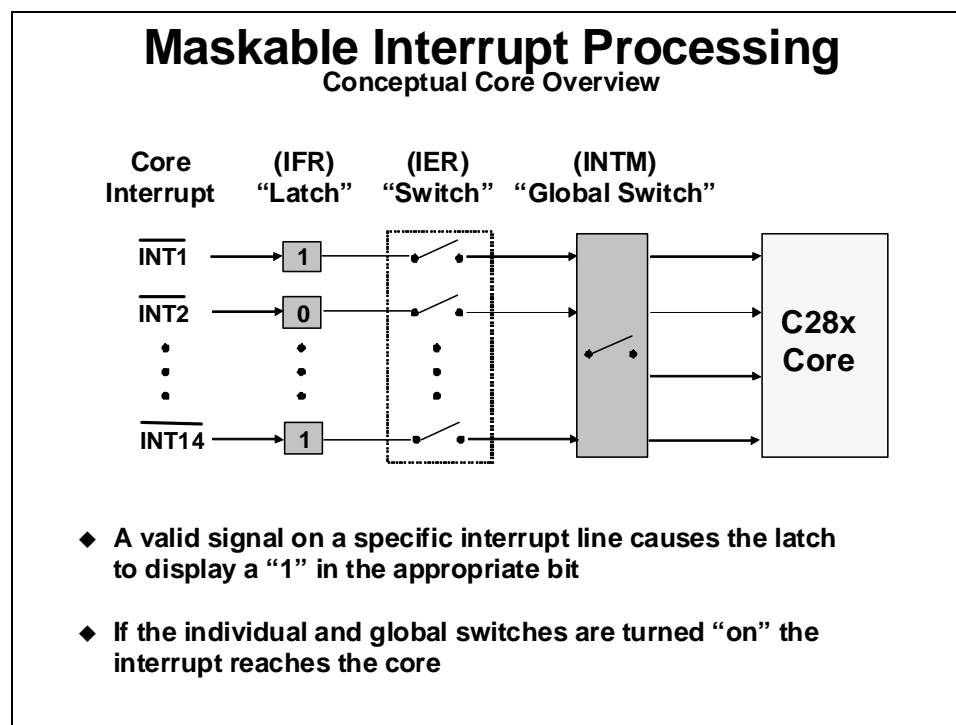 Maskable Interrupt Processing
Conceptual Core Overview
Core Interrupt
(IFR) “Latch”
(IER) “Switch”
(INTM) “Global Switch”
INT1
1
INT2
0
INT14
1
C28x Core
◆ A valid signal on a specific interrupt line causes the latch
to display a “1” in the appropriate bit
◆ If the individual and global switches are turned “on” the
interrupt reaches the core